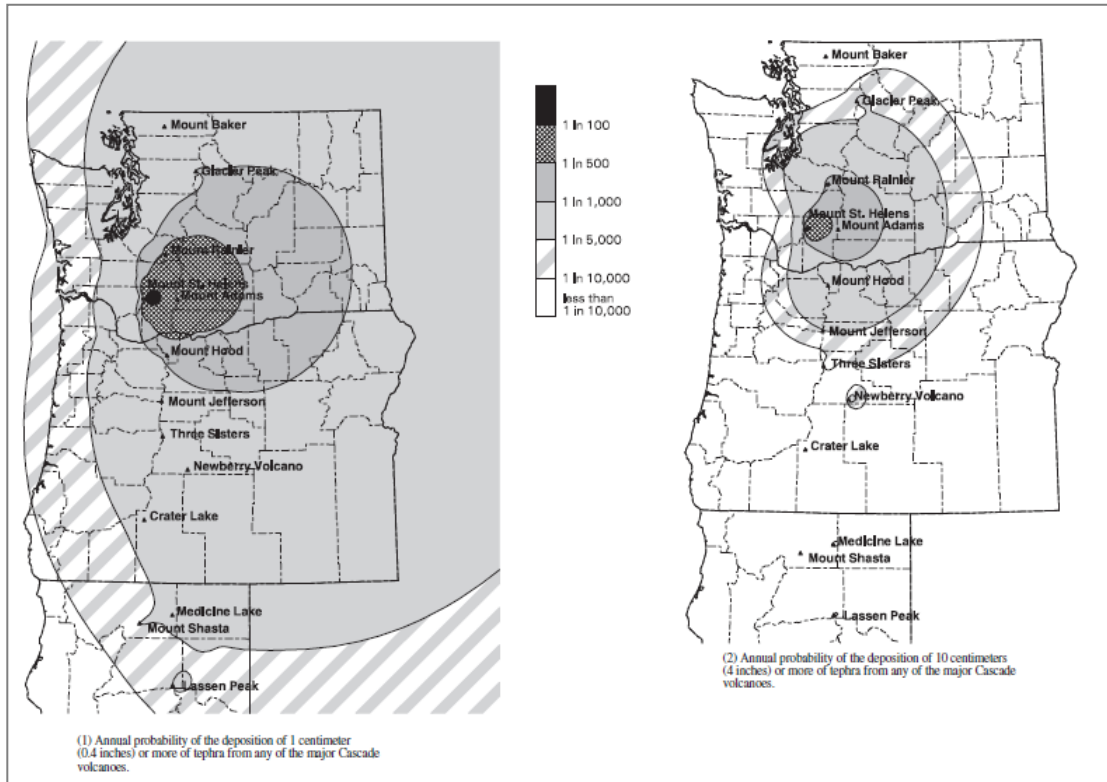 Mount Baker
Glacier Peak
Mount Rainier
Mount St. Helens
Mount Adams
Mount Hood
Mount Jefferson
Three Sisters
Newberry Volcano
Crater Lake
Medicine Lake
Mount Shasta
Lassen Peak
(1) Annual probability of the deposition of 1 centimeter
(0.4 inches) or more of tephra from any of the major Cascade
volcanoes.
1 in 100
1 in 500
1 in 1,000
1 in 5,000
1 in 10,000
less than
1 in 10,000
Mount Baker
Glacier Peak
Mount Rainier
Mount St. Helens
Mount Adams
Mount Hood
Mount Jefferson
Three Sisters
Newberry Volcano
Crater Lake
Medicine Lake
Mount Shasta
Lassen Peak
(2) Annual probability of the deposition of 10 centimeters
(4 inches) or more of tephra from any of the major Cascade
volcanoes.